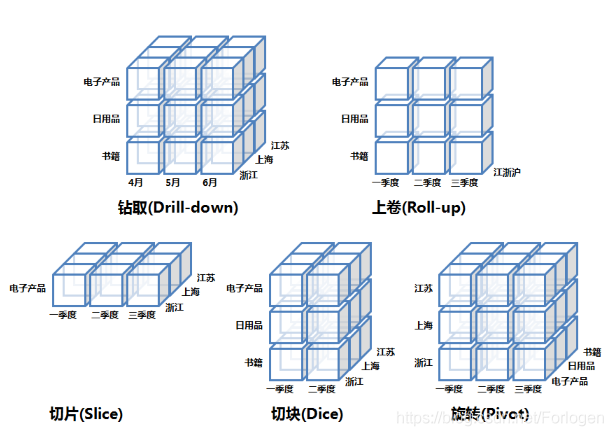 电子产品
日用品
书籍
4月 5月 6月
浙江
上海
江苏
钻取(Drill-down)
电子产品
日用品
书籍
一季度 二季度 三季度
江浙沪
上卷(Roll-up)
电子产品
一季度 二季度 三季度
浙江
上海
江苏
切片(Slice)
电子产品
日用品
书籍
一季度 二季度
浙江
上海
江苏
切块(Dice)
江苏
上海
浙江
一季度 二季度 三季度
电子产品
日用品
书籍
旋转(Pivot)